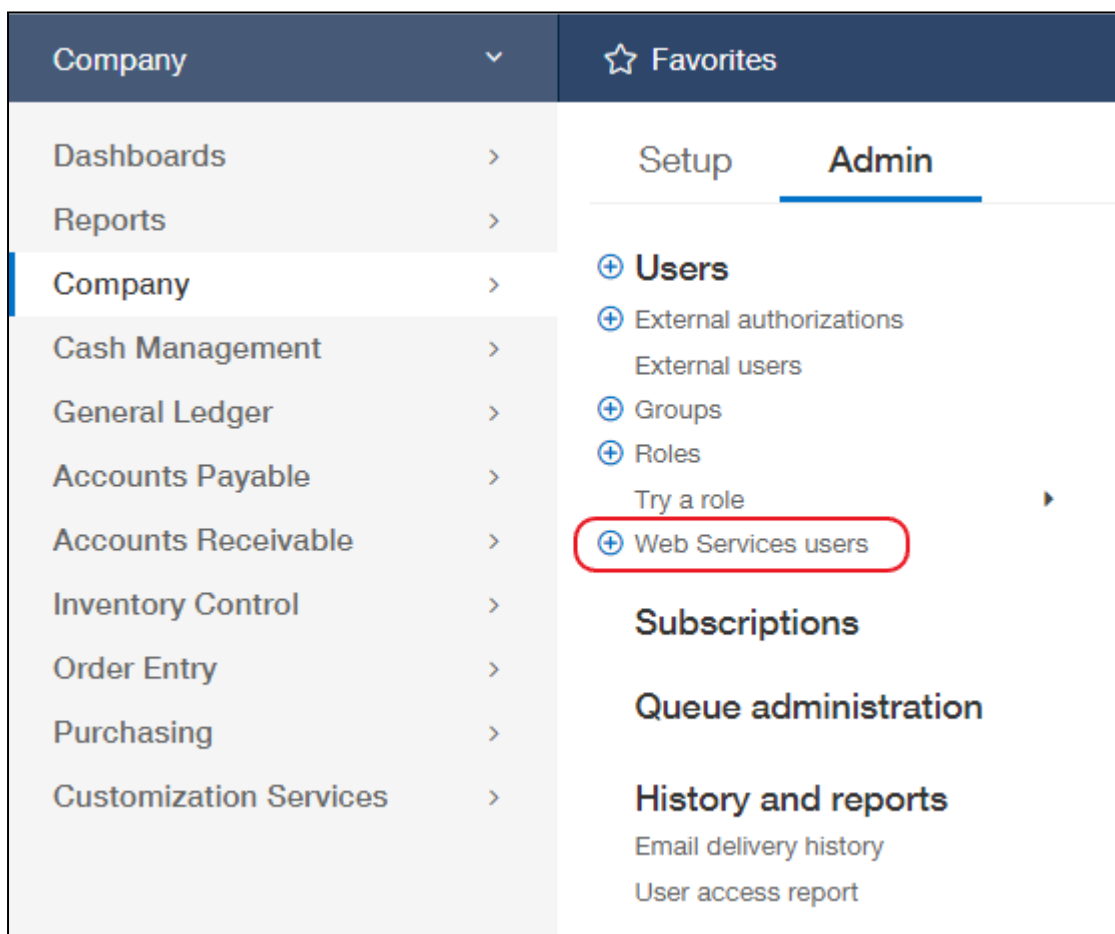 Company
Favorites
Dashboards
Reports
Company
Cash Management
General Ledger
Accounts Payable
Accounts Receivable
Inventory Control
Order Entry
Purchasing
Customization Services
Setup Admin
Users
External authorizations
External users
Groups
Roles
Try a role
Web Services users
Subscriptions
Queue administration
History and reports
Email delivery history
User access report